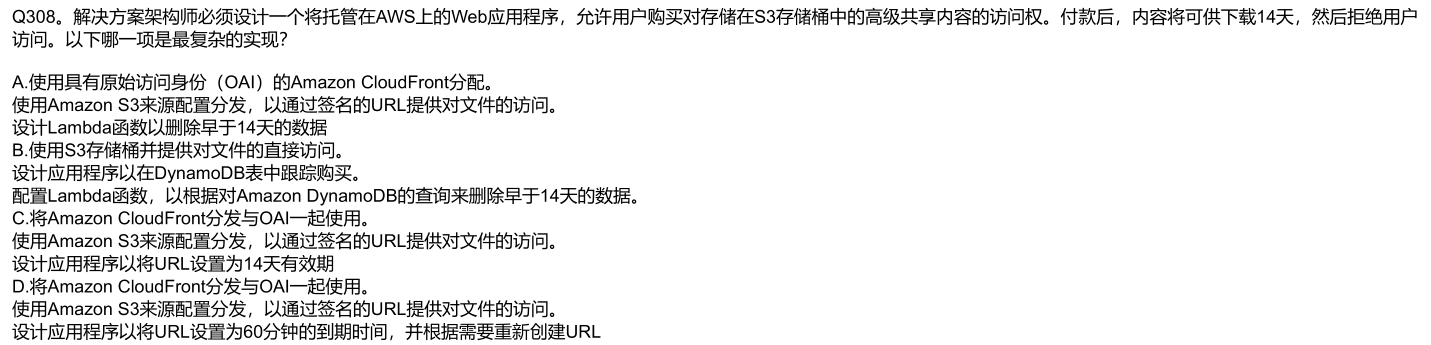 Q308。解决方案架构师必须设计一个将托管在AWS上的Web应用程序，允许用户购买对存储在S3存储桶中的高级共享内容的访问权。付款后，内容将可供下载14天，然后拒绝用户
访问。以下哪一项是最复杂的实现？
A.使用具有原始访问身份（OAI）的Amazon CloudFront分配。
使用Amazon S3来源配置分发，以通过签名的URL提供对文件的访问。
设计Lambda函数以删除早于14天的数据
B.使用S3存储桶并提供对文件的直接访问。
设计应用程序以在DynamoDB表中跟踪购买。
配置Lambda函数，以根据对Amazon DynamoDB的查询来删除早于14天的数据。
C.将Amazon CloudFront分发与OAI一起使用。
使用Amazon S3来源配置分发，以通过签名的URL提供对文件的访问。
设计应用程序以将URL设置为14天有效期
D.将Amazon CloudFront分发与OAI一起使用。
使用Amazon S3来源配置分发，以通过签名的URL提供对文件的访问。
设计应用程序以将URL设置为60分钟的到期时间，并根据需要重新创建URL